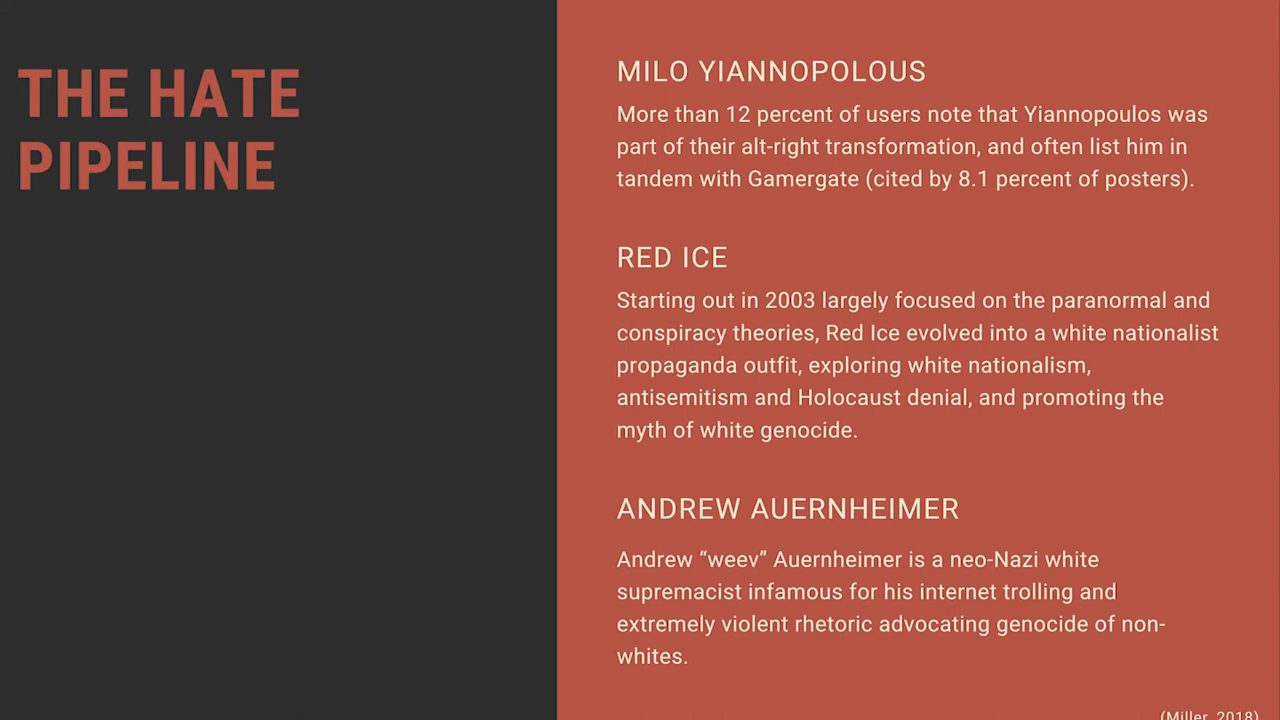 THE HATE
PIPELINE
MILO YIANNOPOLOUS
More than 12 percent of users note that Yiannopoulos was
part of their alt-right transformation, and often list him in
tandem with Gamergate (cited by 8.1 percent of posters).
RED ICE
Starting out in 2003 largely focused on the paranormal and
conspiracy theories, Red Ice evolved into a white nationalist
propaganda outfit, exploring white nationalism,
antisemitism and Holocaust denial, and promoting the
myth of white genocide.
ANDREW AUERNHEIMER
Andrew “weev” Auernheimer is a neo-Nazi white
supremacist infamous for his internet trolling and
extremely violent rhetoric advocating genocide of non-
whites.
(Miller, 2018)